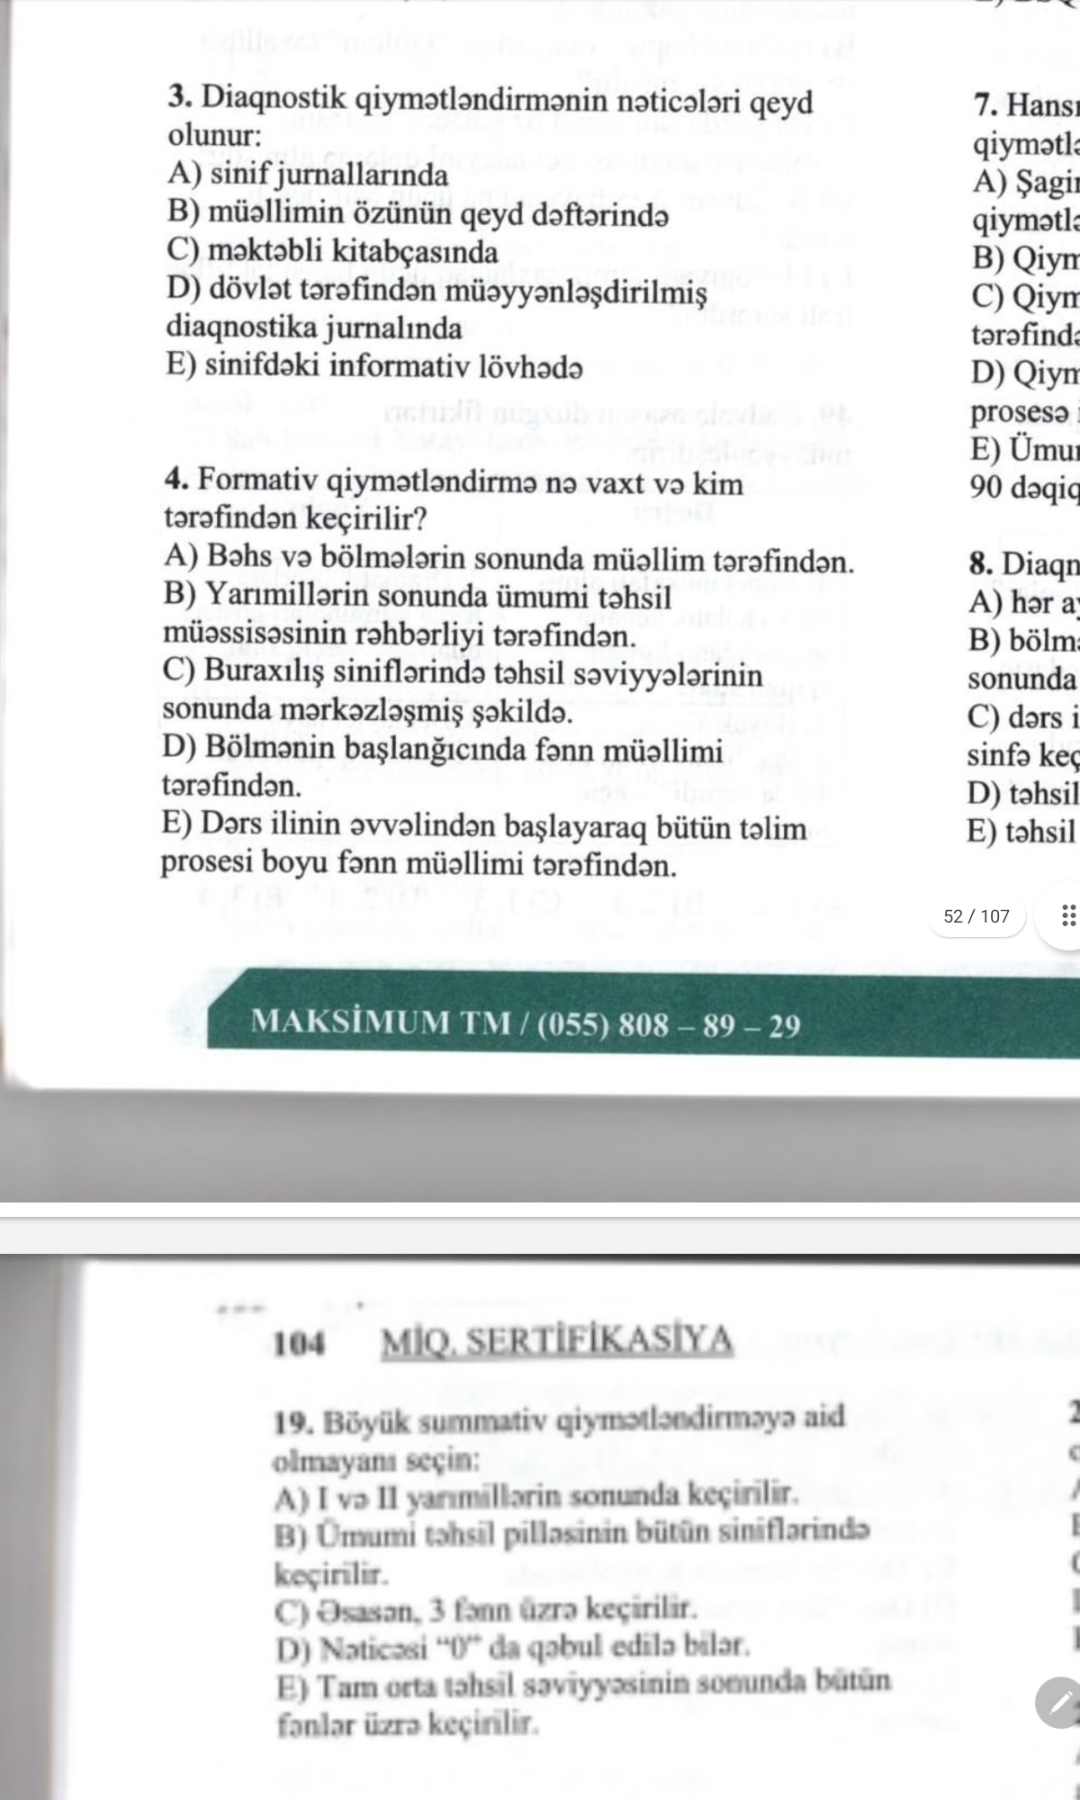 3. Diaqnostik qiymətləndirmənin nəticələri qeyd
olunur:
A) sinif jurnallarında
B) müəllimin özünün qeyd dəftərində
C) məktəbli kitabçasında
D) dövlət tərəfindən müəyyənləşdirilmiş
diaqnostika jurnalında
E) sinifdəki informativ lövhədə
4. Formativ qiymətləndirmə nə vaxt və kim
tərəfindən keçirilir?
A) Bəhs və bölmələrin sonunda müəllim tərəfindən.
B) Yarımillərin sonunda ümumi təhsil
müəssisəsinin rəhbərliyi tərəfindən.
C) Buraxılış siniflərində təhsil səviyyələrinin
sonunda mərkəzləşmiş şəkildə.
D) Bölmənin başlanğıcında fənn müəllimi
tərəfindən.
E) Dərs ilinin əvvəlindən başlayaraq bütün təlim
prosesi boyu fənn müəllimi tərəfindən.
7. Hansı
qiymətlə
A) Şagir
qiymətlə
B) Qiym
C) Qiym
tərəfində
D) Qiym
prosesə
E) Ümu
90 dəqiq
8. Diaqn
A) hər ay
B) bölmə
sonunda
C) dərs i
sinfə keç
D) təhsil
E) təhsil
52 / 107
MAKSİMUM TM / (055) 808 – 89 – 29
104 MİQ, SERTİFİKASİYA
19. Böyük summativ qiymətləndirməyə aid
olmayanı seçin:
A) I və II yarımillərin sonunda keçirilir.
B) Ümumi təhsil pilləsinin bütün siniflərində
keçirilir.
C) Əsasən, 3 fənn üzrə keçirilir.
D) Nəticəsi “0” da qəbul edilə bilər.
E) Tam orta təhsil səviyyəsinin sonunda bütün
fənlər üzrə keçirilir.